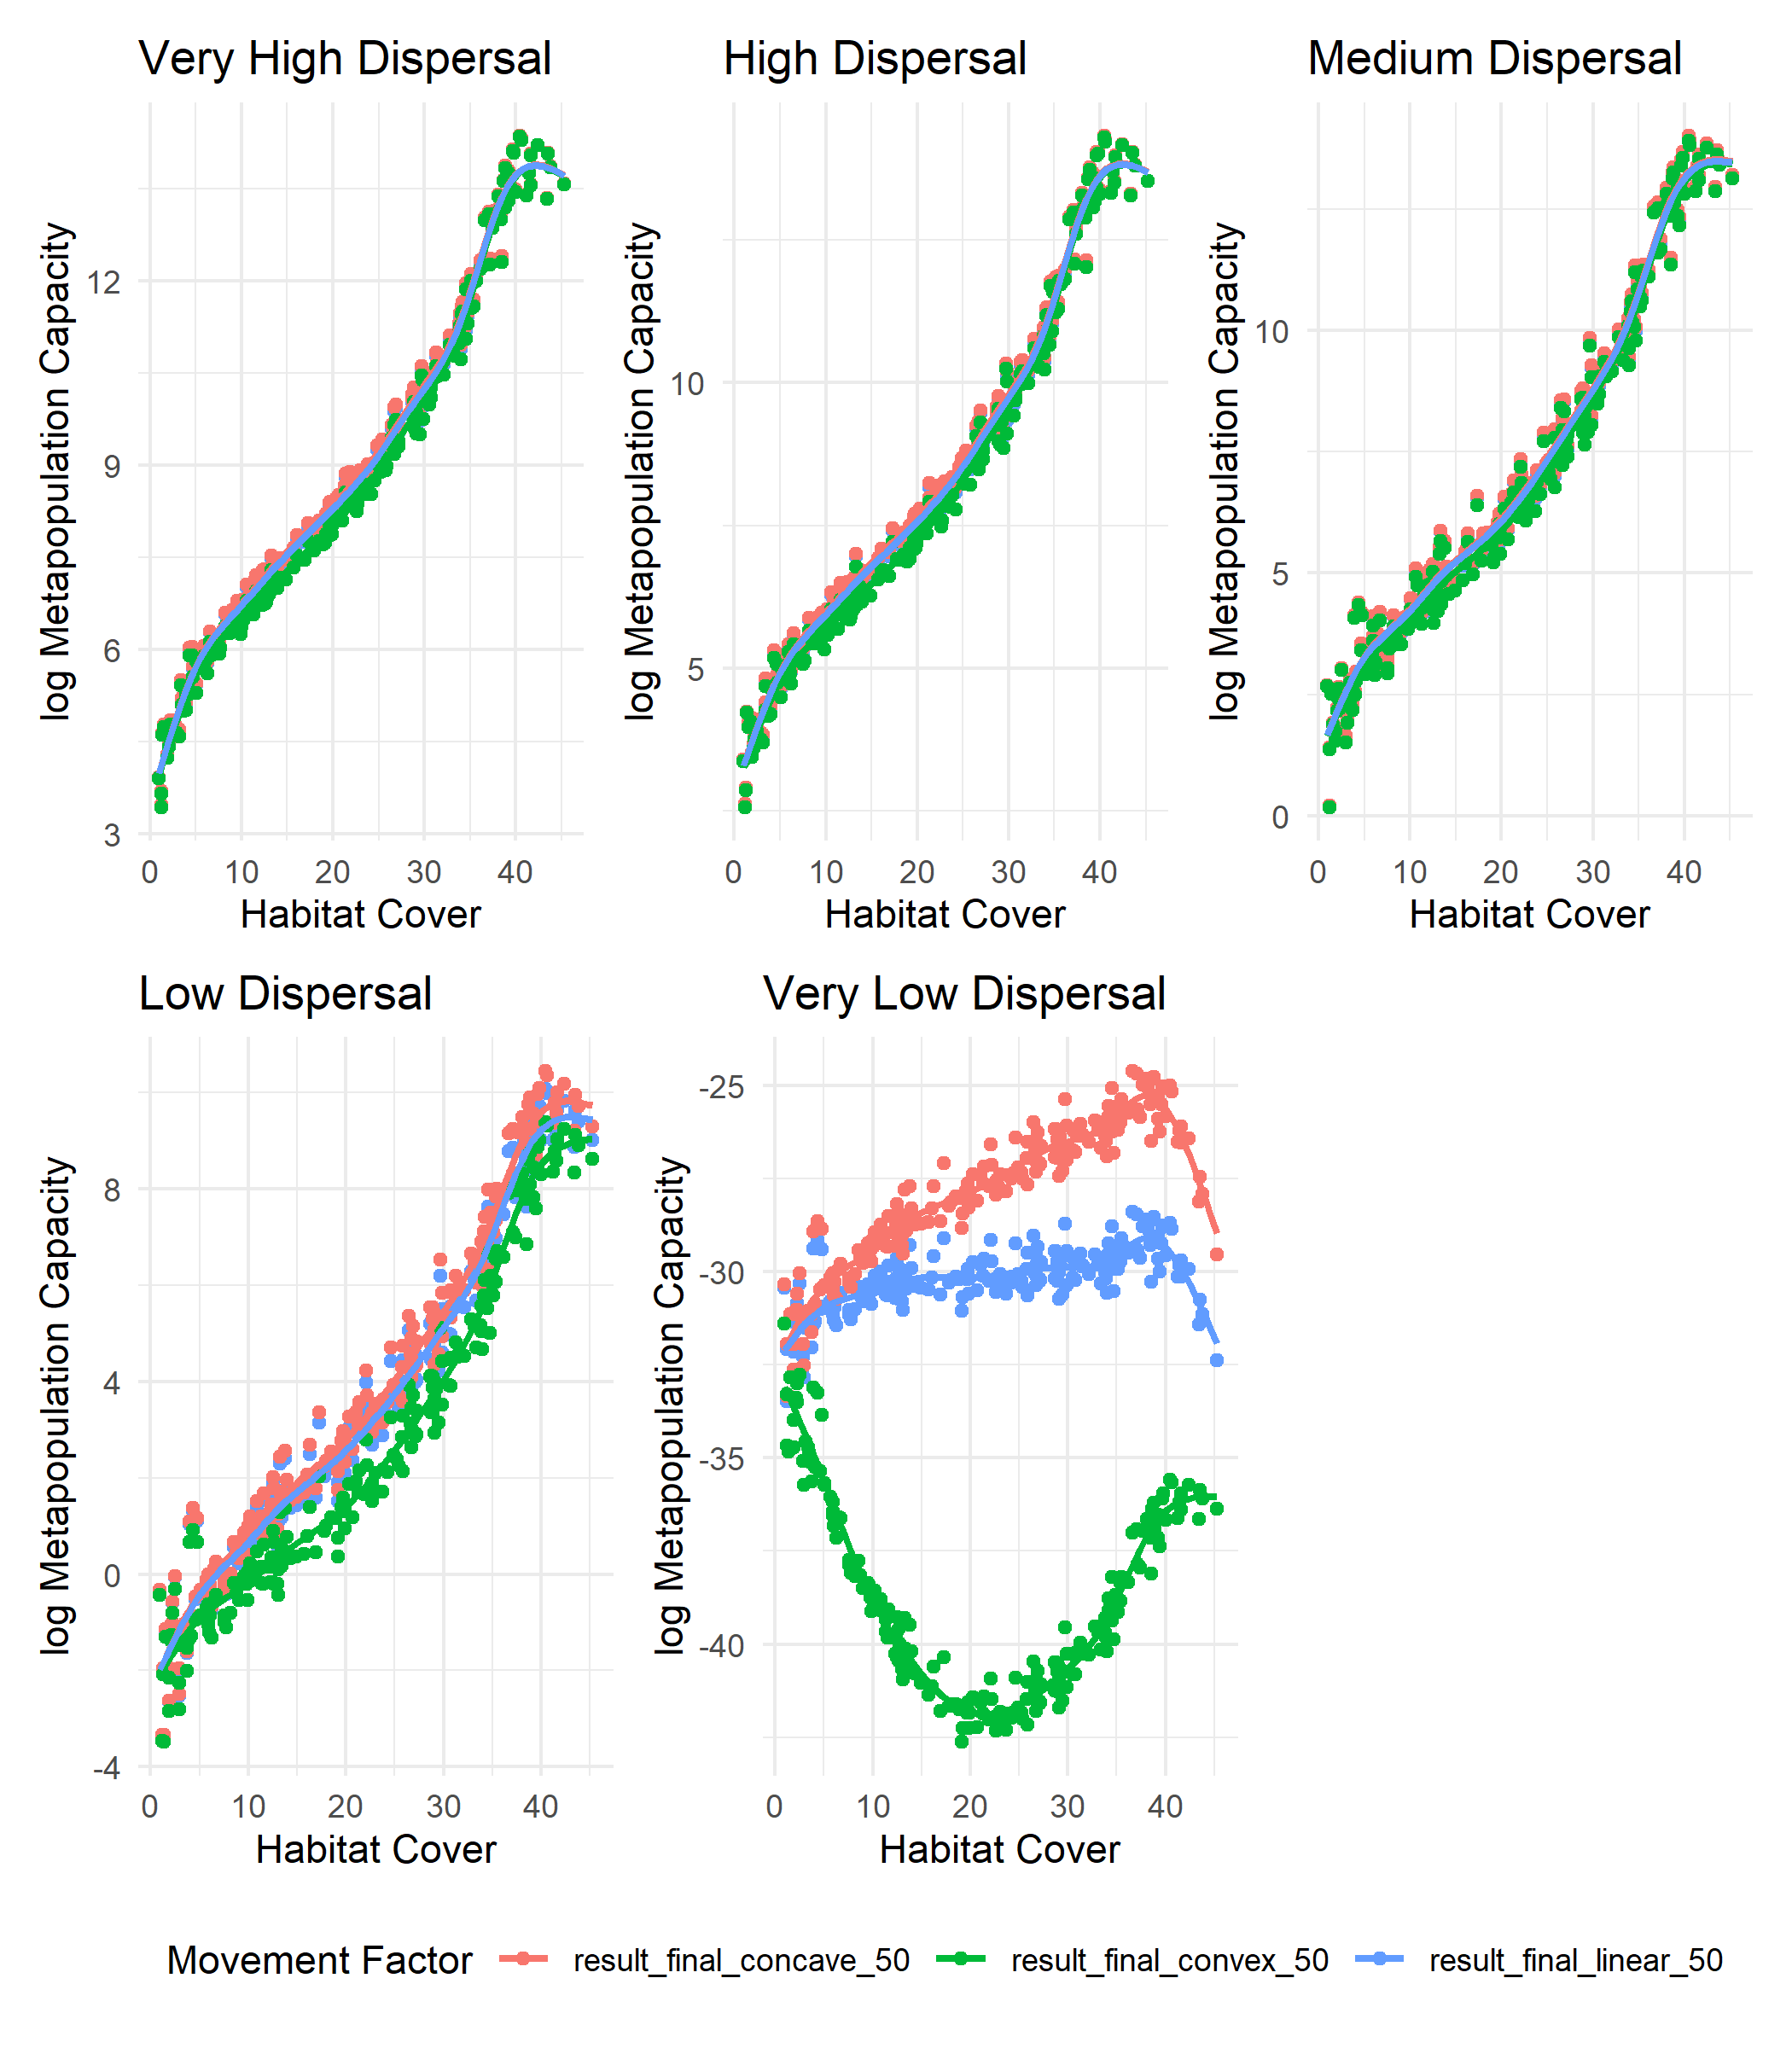 Very High Dispersal
High Dispersal
Medium Dispersal
log Metapopulation Capacity
12
9
6
3
0 10 20 30 40
Habitat Cover
log Metapopulation Capacity
10
5
0 10 20 30 40
Habitat Cover
log Metapopulation Capacity
10
5
0
0 10 20 30 40
Habitat Cover
Low Dispersal
Very Low Dispersal
log Metapopulation Capacity
8
4
0
-4
0 10 20 30 40
Habitat Cover
log Metapopulation Capacity
-25
-30
-35
-40
0 10 20 30 40
Habitat Cover
Movement Factor result_final_concave_50 result_final_convex_50 result_final_linear_50